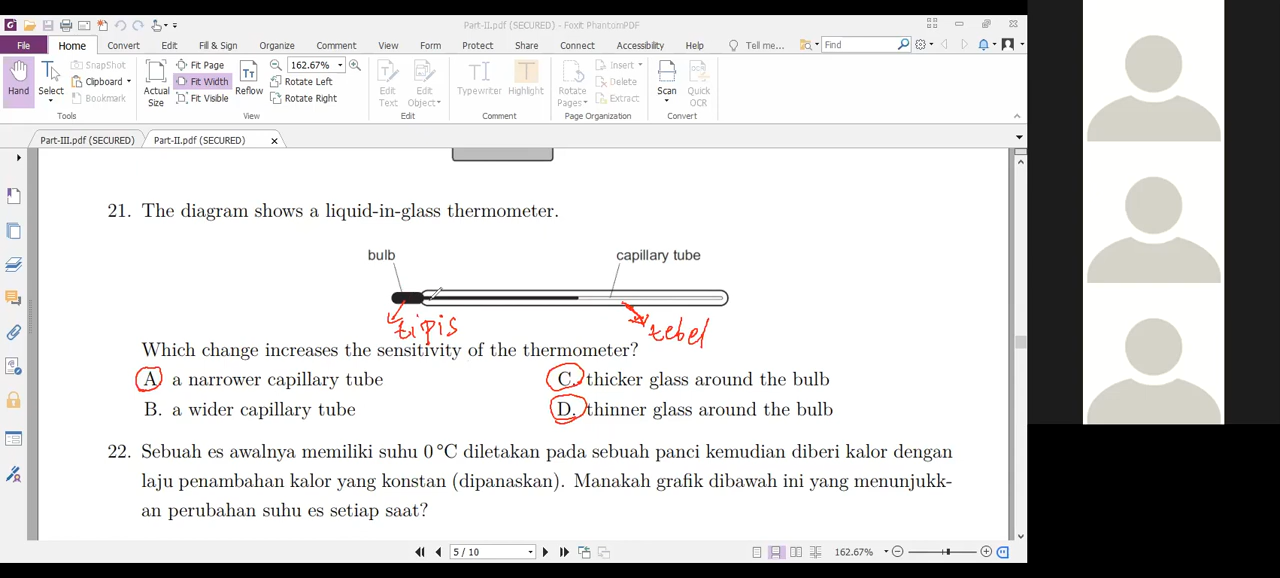 Part-II.pdf (SECURED) - Foxit PhantomPDF
File Home Convert Edit Fill & Sign Organize Comment View Form Protect Share Connect Accessibility Help Tell me... Find
Hand
Select
SnapShot
Clipboard
Bookmark
Tools
Actual Size
Fit Page
Fit Width
Fit Visible
Reflow
162.67%
Rotate Left
Rotate Right
View
Edit Text
Edit Object
Edit
Typewriter
Highlight
Comment
Rotate Pages
Insert
Delete
Extract
Page Organization
Scan
Quick OCR
Convert
Part-III.pdf (SECURED) Part-II.pdf (SECURED)
21. The diagram shows a liquid-in-glass thermometer.
bulb capillary tube
tipis tebel
Which change increases the sensitivity of the thermometer?
A a narrower capillary tube C. thicker glass around the bulb
B. a wider capillary tube D. thinner glass around the bulb
22. Sebuah es awalnya memiliki suhu 0 °C diletakan pada sebuah panci kemudian diberi kalor dengan
laju penambahan kalor yang konstan (dipanaskan). Manakah grafik dibawah ini yang menunjukk-
an perubahan suhu es setiap saat?
5 / 10 162.67%